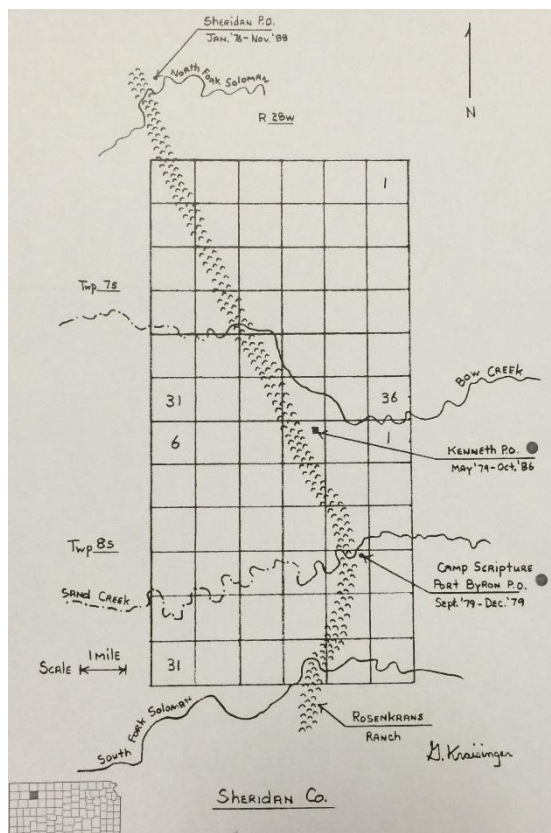 SHERIDAN P.O.
JAN. '76 - NOV. '88
NORTH FORK SOLOMAN
N
R 28W
1
Twp 7s
BOW CREEK
31
36
6
1
KENNETH P.O.
MAY '79 - OCT. '86
Twp 8s
CAMP SCRIPTURE
PORT BYRON P.O.
Sept. '79 - DEC. '79
SAND CREEK
SCALE 1 MILE
31
SOUTH FORK SOLOMAN
ROSENKRANS
RANCH
G. Kraisinger
SHERIDAN CO.